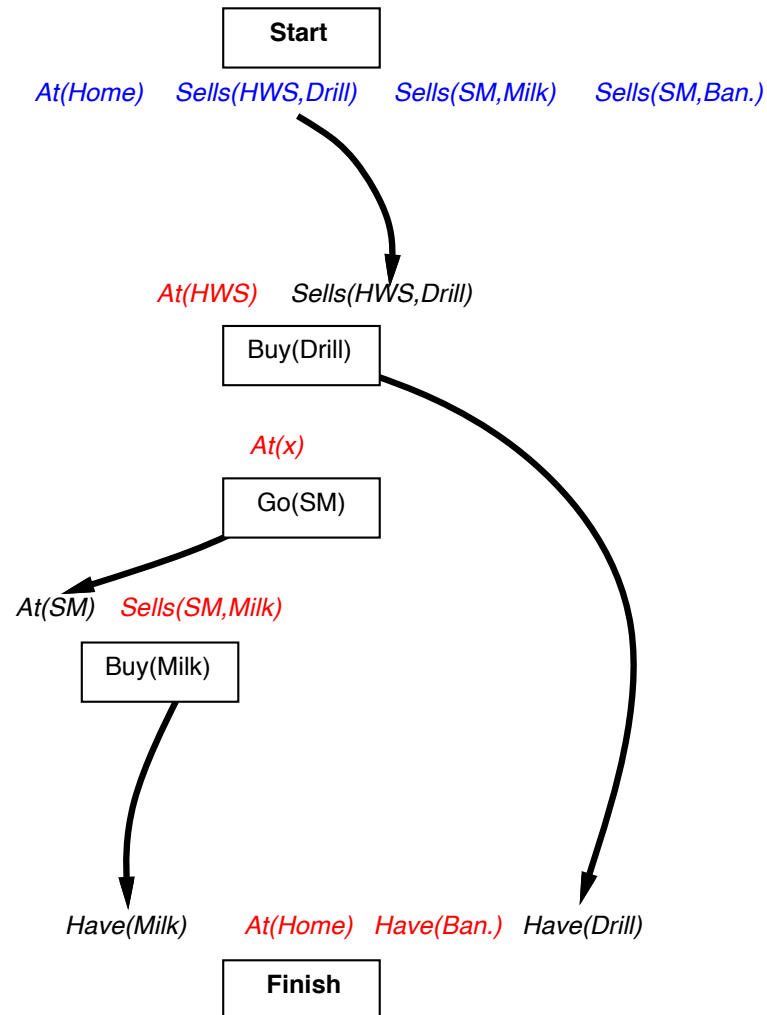 Start
At(Home) Sells(HWS,Drill) Sells(SM,Milk) Sells(SM,Ban.)
At(HWS) Sells(HWS,Drill)
Buy(Drill)
At(x)
Go(SM)
At(SM) Sells(SM,Milk)
Buy(Milk)
Have(Milk) At(Home) Have(Ban.) Have(Drill)
Finish